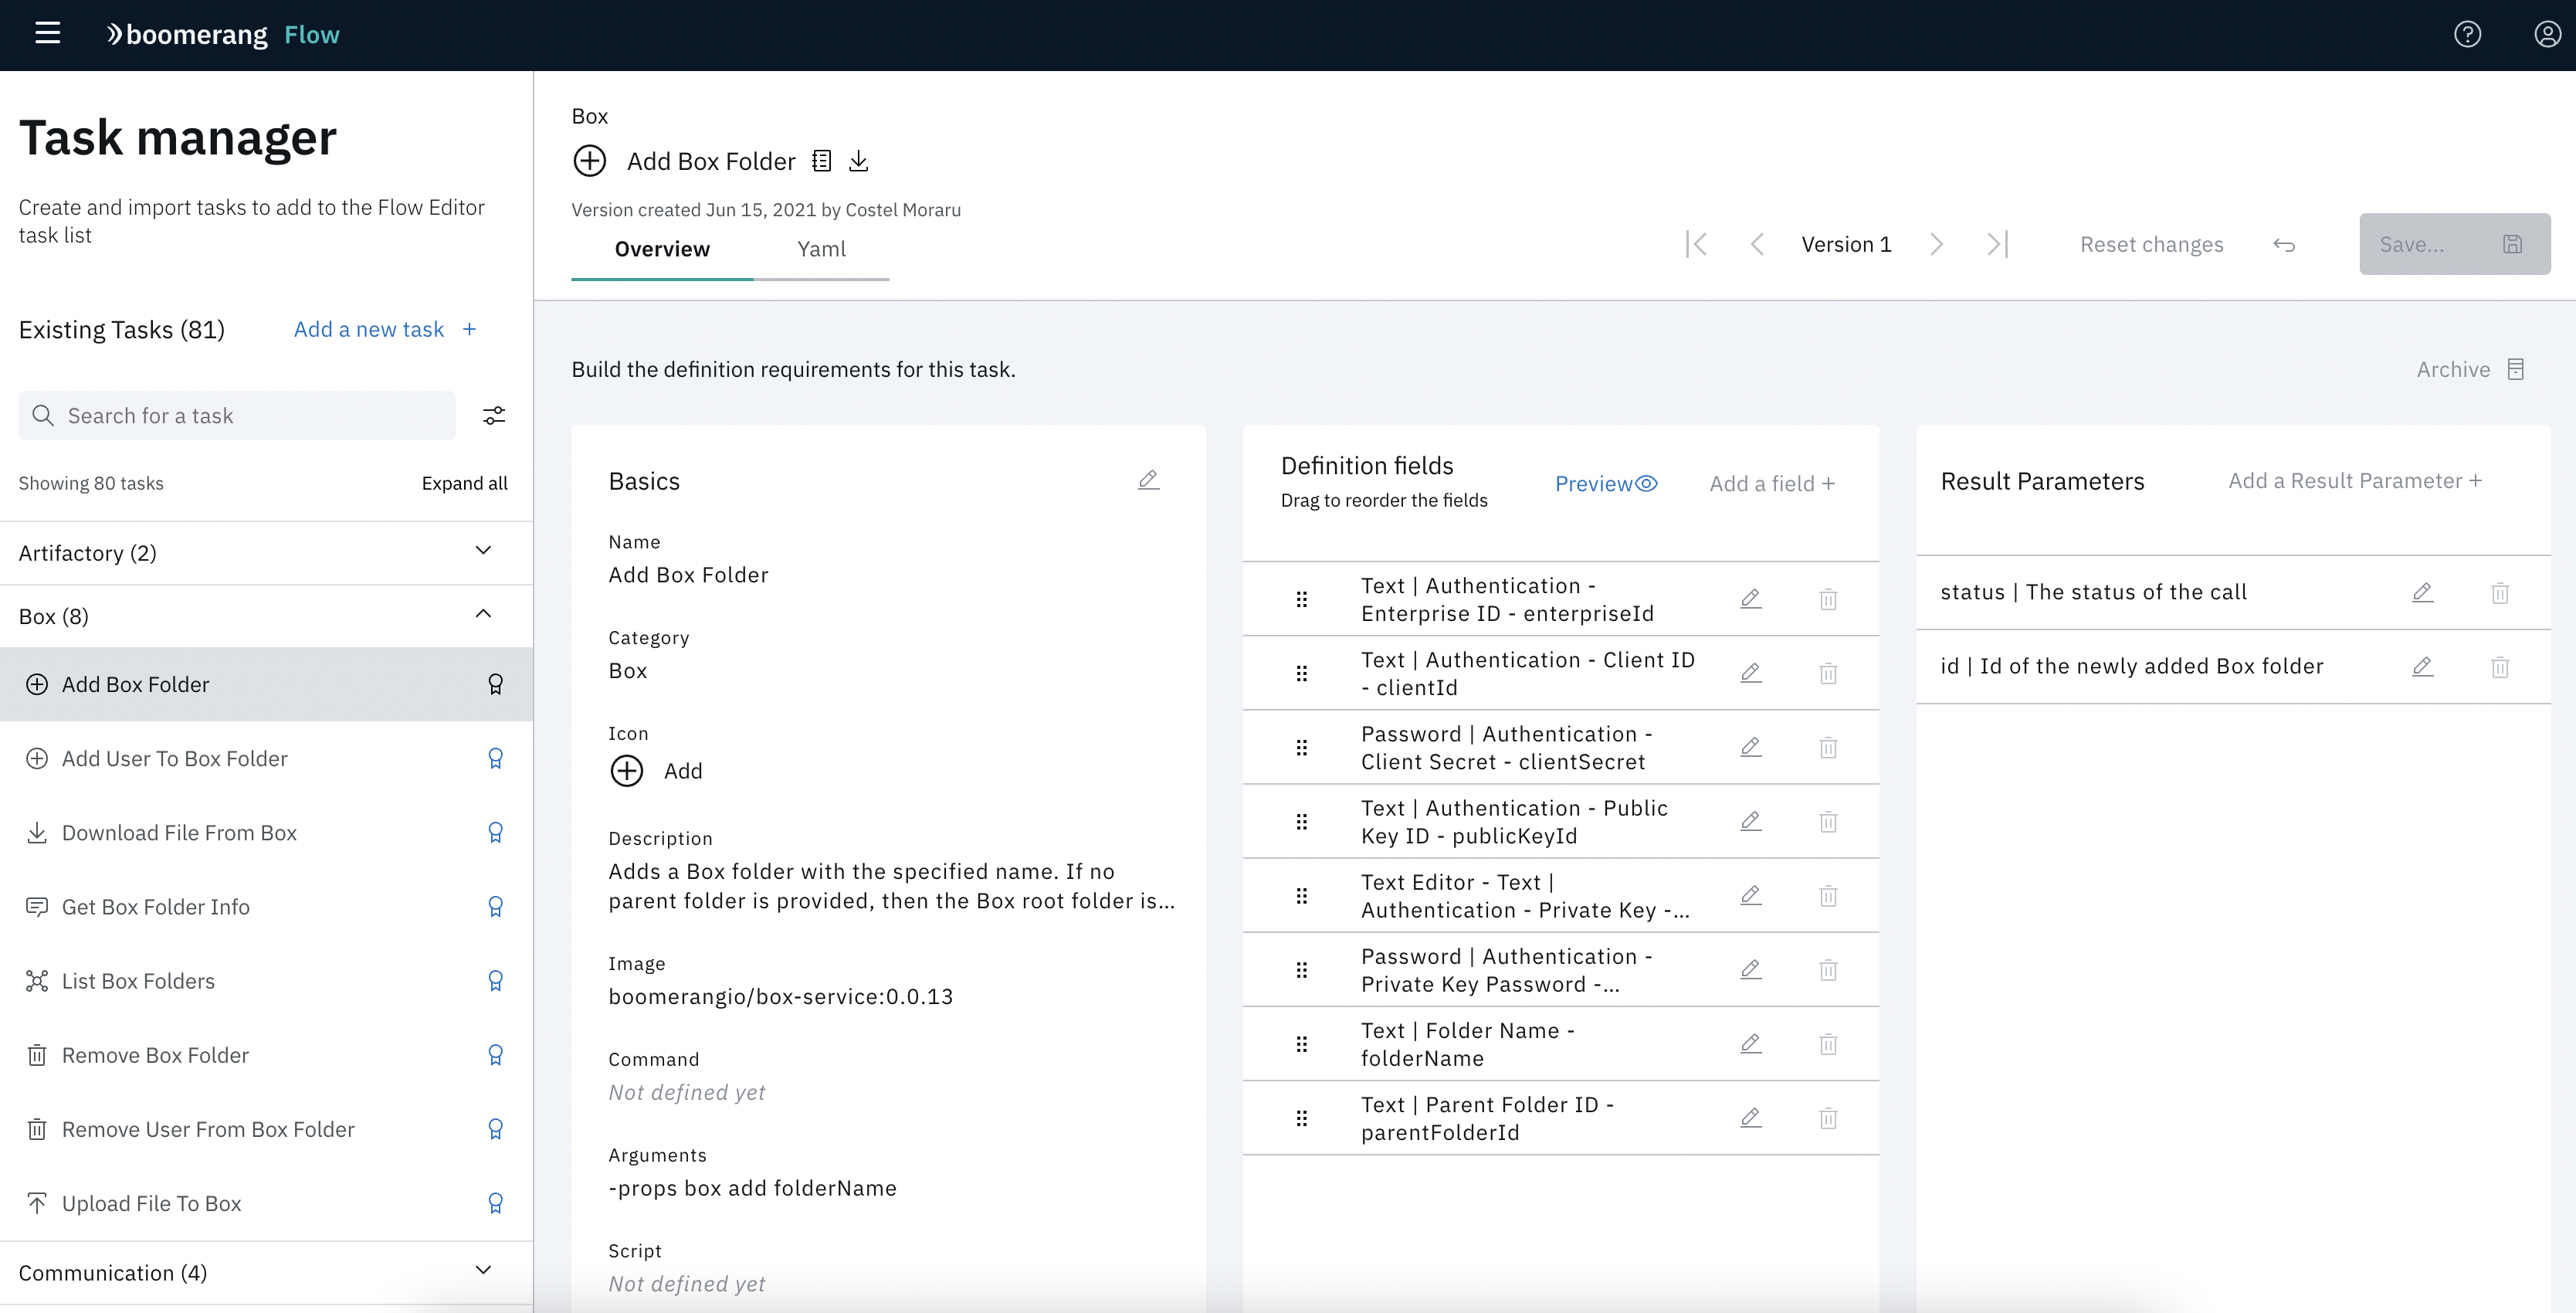 boomerang Flow
Task manager
Create and import tasks to add to the Flow Editor
task list
Existing Tasks (81)
Add a new task +
Search for a task
Showing 80 tasks
Expand all
Artifactory (2)
Box (8)
Add Box Folder
Add User To Box Folder
Download File From Box
Get Box Folder Info
List Box Folders
Remove Box Folder
Remove User From Box Folder
Upload File To Box
Communication (4)
Box
Add Box Folder
Version created Jun 15, 2021 by Costel Moraru
Overview
Yaml
Version 1
Reset changes
Save...
Build the definition requirements for this task.
Archive
Basics
Name
Add Box Folder
Category
Box
Icon
Add
Description
Adds a Box folder with the specified name. If no
parent folder is provided, then the Box root folder is...
Image
boomerangio/box-service:0.0.13
Command
Not defined yet
Arguments
-props box add folderName
Script
Not defined yet
Definition fields
Drag to reorder the fields
Preview
Add a field +
Text | Authentication -
Enterprise ID - enterpriseId
Text | Authentication - Client ID
- clientId
Password | Authentication -
Client Secret - clientSecret
Text | Authentication - Public
Key ID - publicKeyId
Text Editor - Text |
Authentication - Private Key -...
Password | Authentication -
Private Key Password -...
Text | Folder Name -
folderName
Text | Parent Folder ID -
parentFolderId
Result Parameters
Add a Result Parameter +
status | The status of the call
id | Id of the newly added Box folder